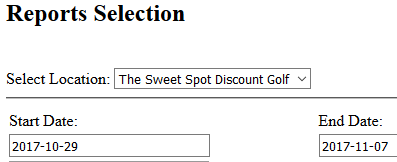 Reports Selection
Select Location: The Sweet Spot Discount Golf
Start Date: End Date:
2017-10-29 2017-11-07